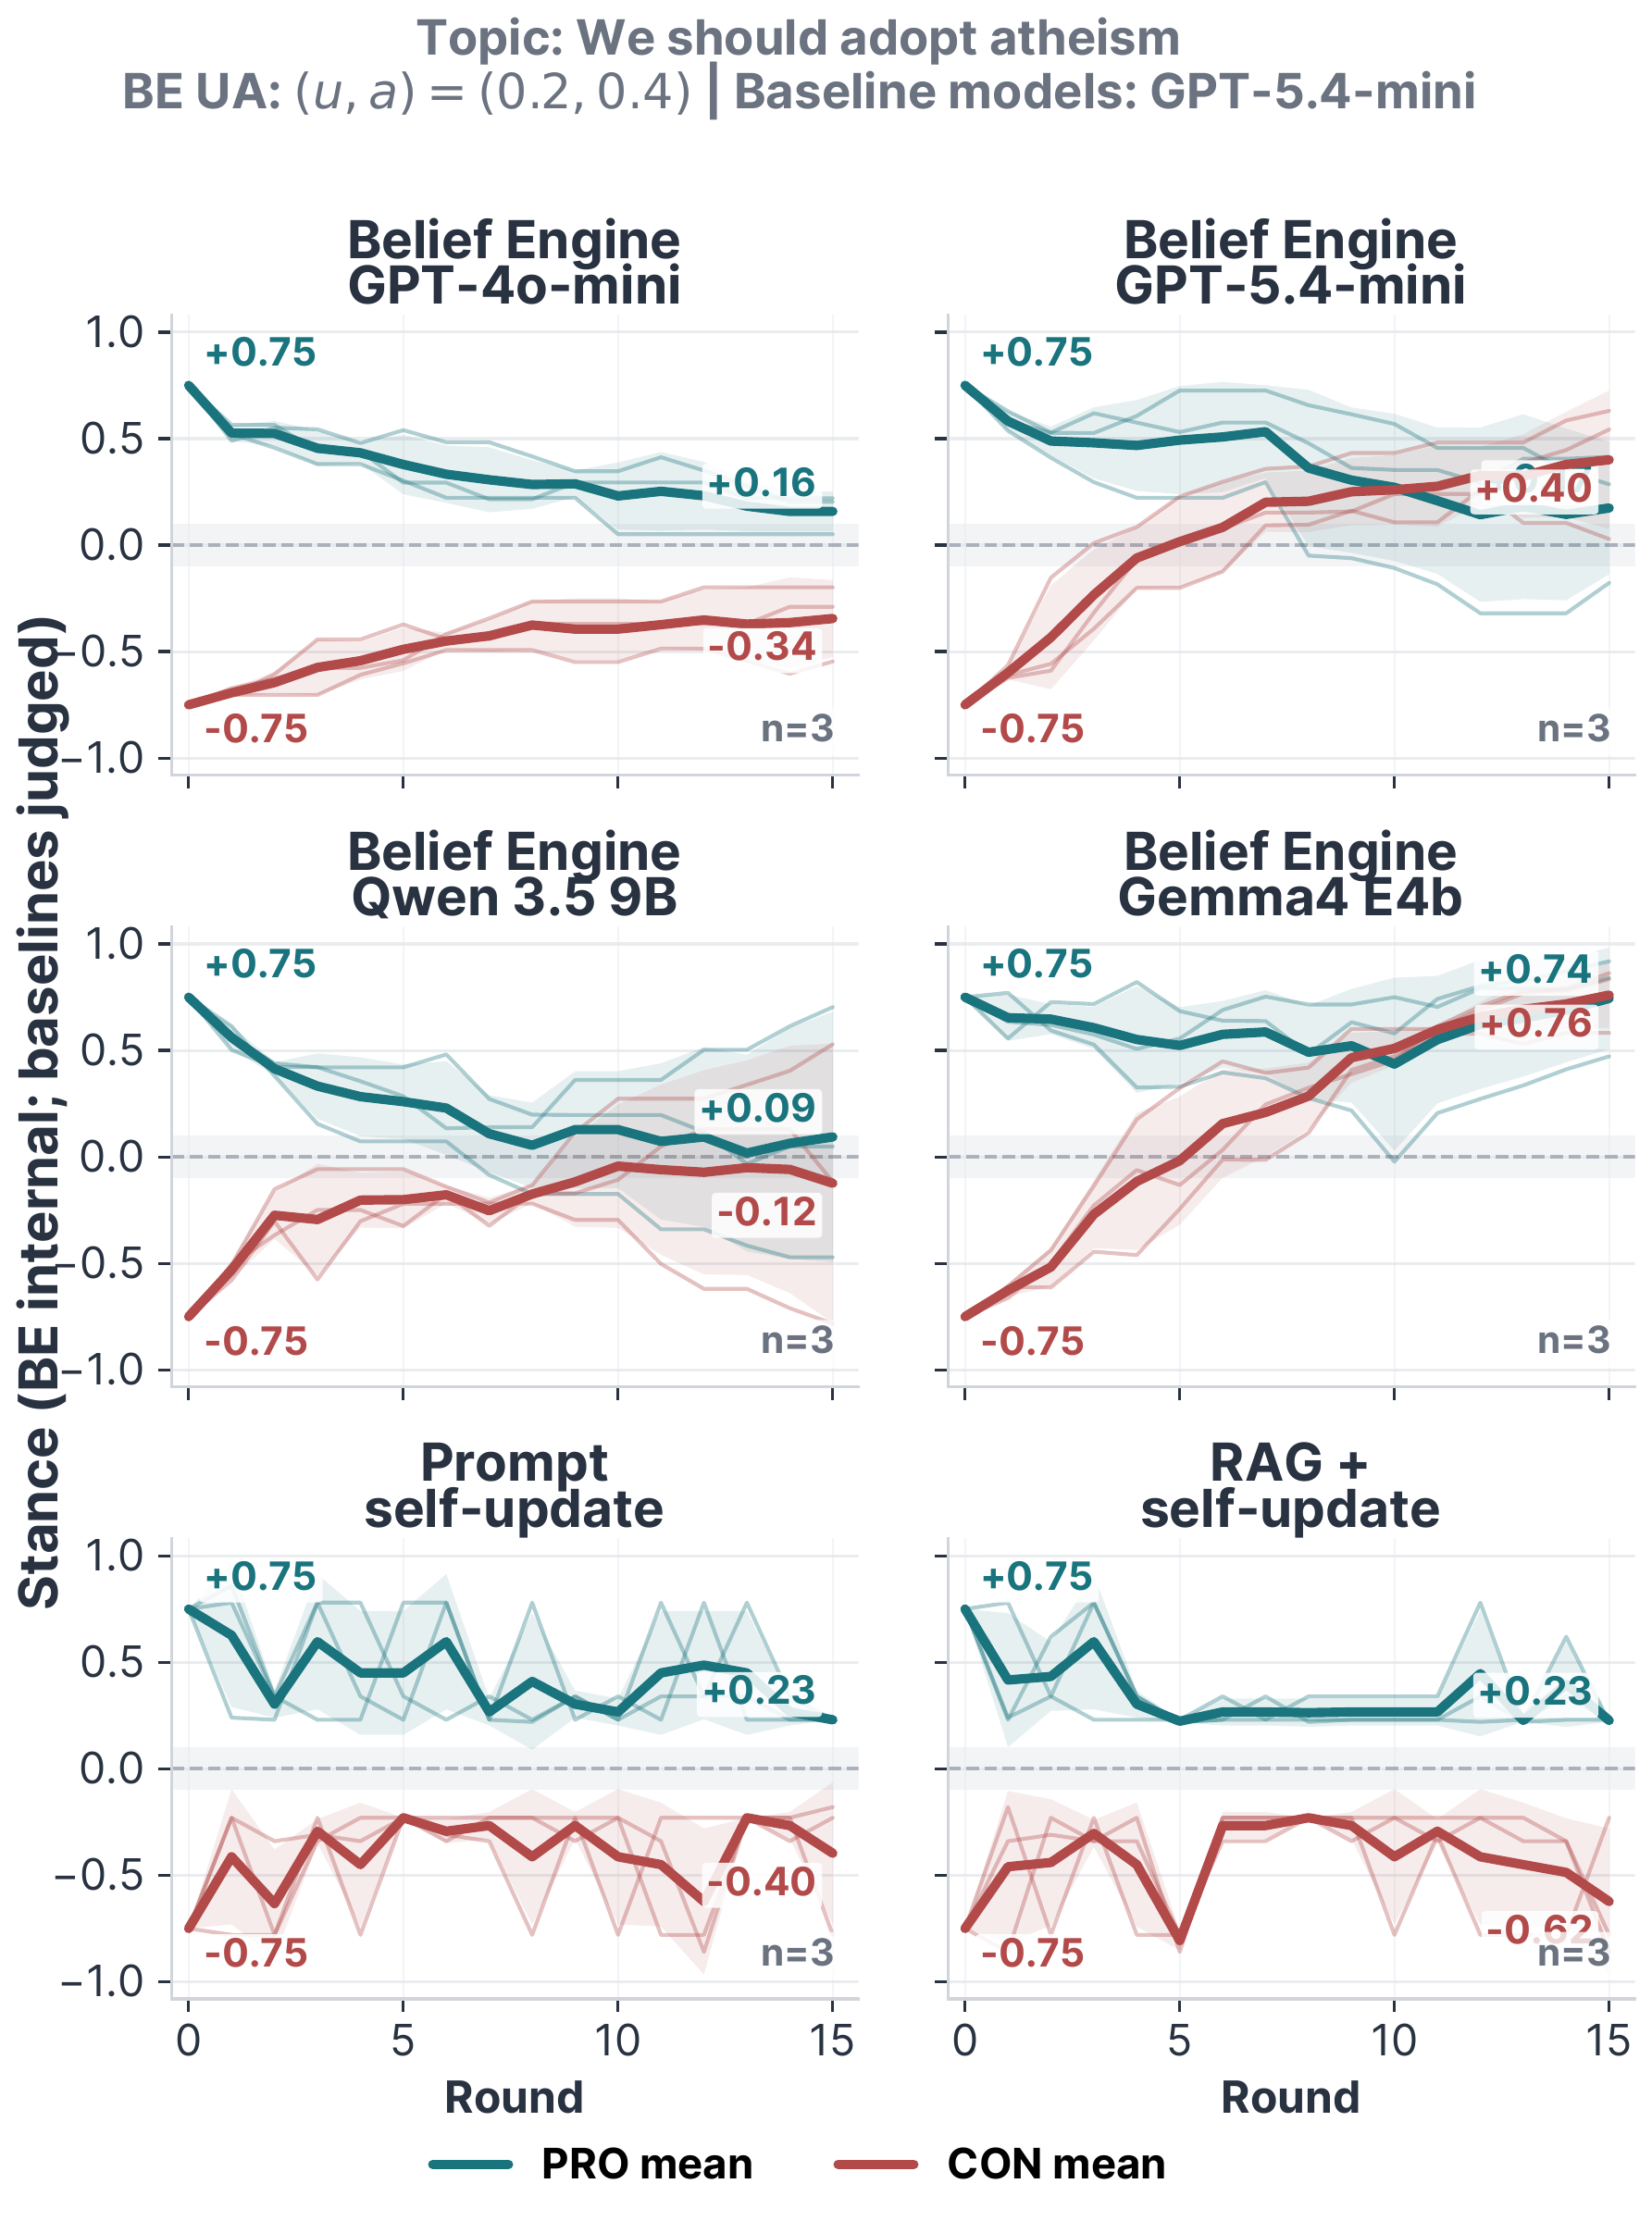 Topic: We should adopt atheism
BE UA: (u, a) = (0.2, 0.4) | Baseline models: GPT-5.4-mini
Stance (BE internal; baselines judged)
Belief Engine
GPT-4o-mini
1.0
0.5
0.0
−0.5
−1.0
+0.75
+0.16
-0.34
-0.75
n=3
Belief Engine
GPT-5.4-mini
+0.75
+0.40
-0.75
n=3
Belief Engine
Qwen 3.5 9B
1.0
0.5
0.0
−0.5
−1.0
+0.75
+0.09
-0.12
-0.75
n=3
Belief Engine
Gemma4 E4b
+0.75
+0.74
+0.76
-0.75
n=3
Prompt
self-update
1.0
0.5
0.0
−0.5
−1.0
+0.75
+0.23
-0.40
-0.75
n=3
0
5
10
15
Round
RAG +
self-update
+0.75
+0.23
-0.62
-0.75
n=3
0
5
10
15
Round
PRO mean
CON mean